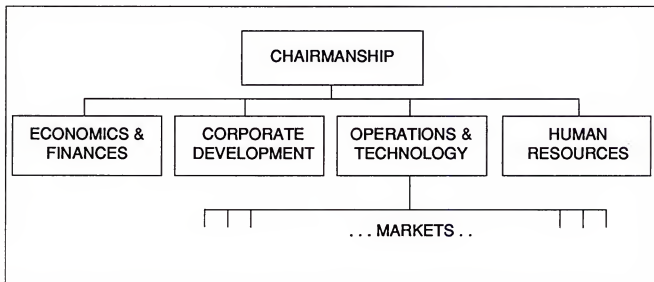 CHAIRMANSHIP
ECONOMICS &
FINANCES
CORPORATE
DEVELOPMENT
OPERATIONS &
TECHNOLOGY
HUMAN
RESOURCES
. . . MARKETS . .